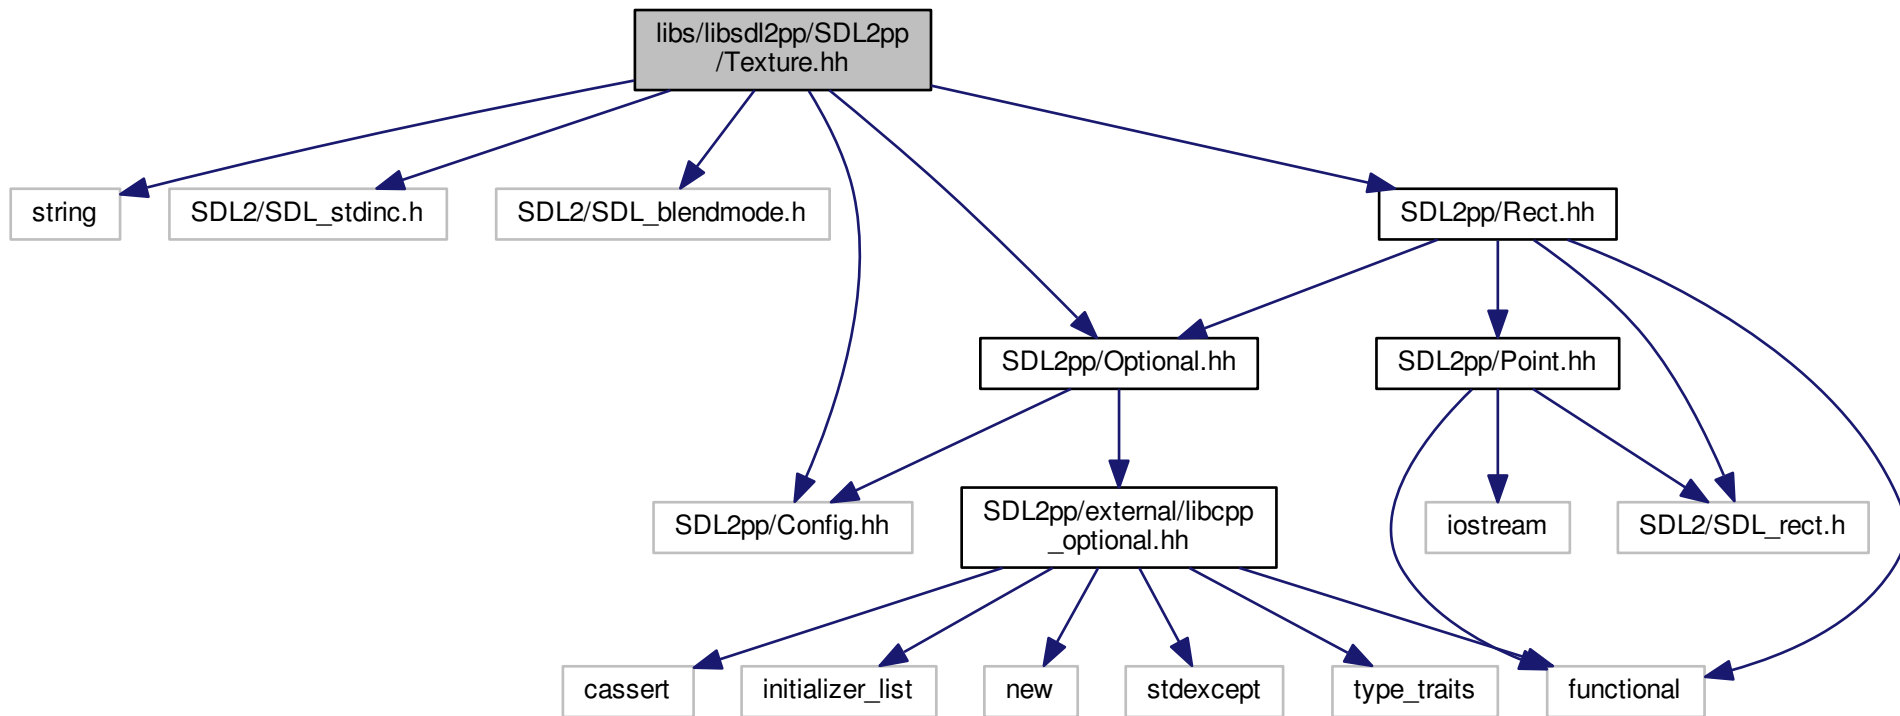 libs/libsdl2pp/SDL2pp
/Texture.hh
string
SDL2/SDL_stdinc.h
SDL2/SDL_blendmode.h
SDL2pp/Rect.hh
SDL2pp/Optional.hh
SDL2pp/Point.hh
SDL2pp/Config.hh
SDL2pp/external/libcpp
_optional.hh
iostream
SDL2/SDL_rect.h
cassert
initializer_list
new
stdexcept
type_traits
functional